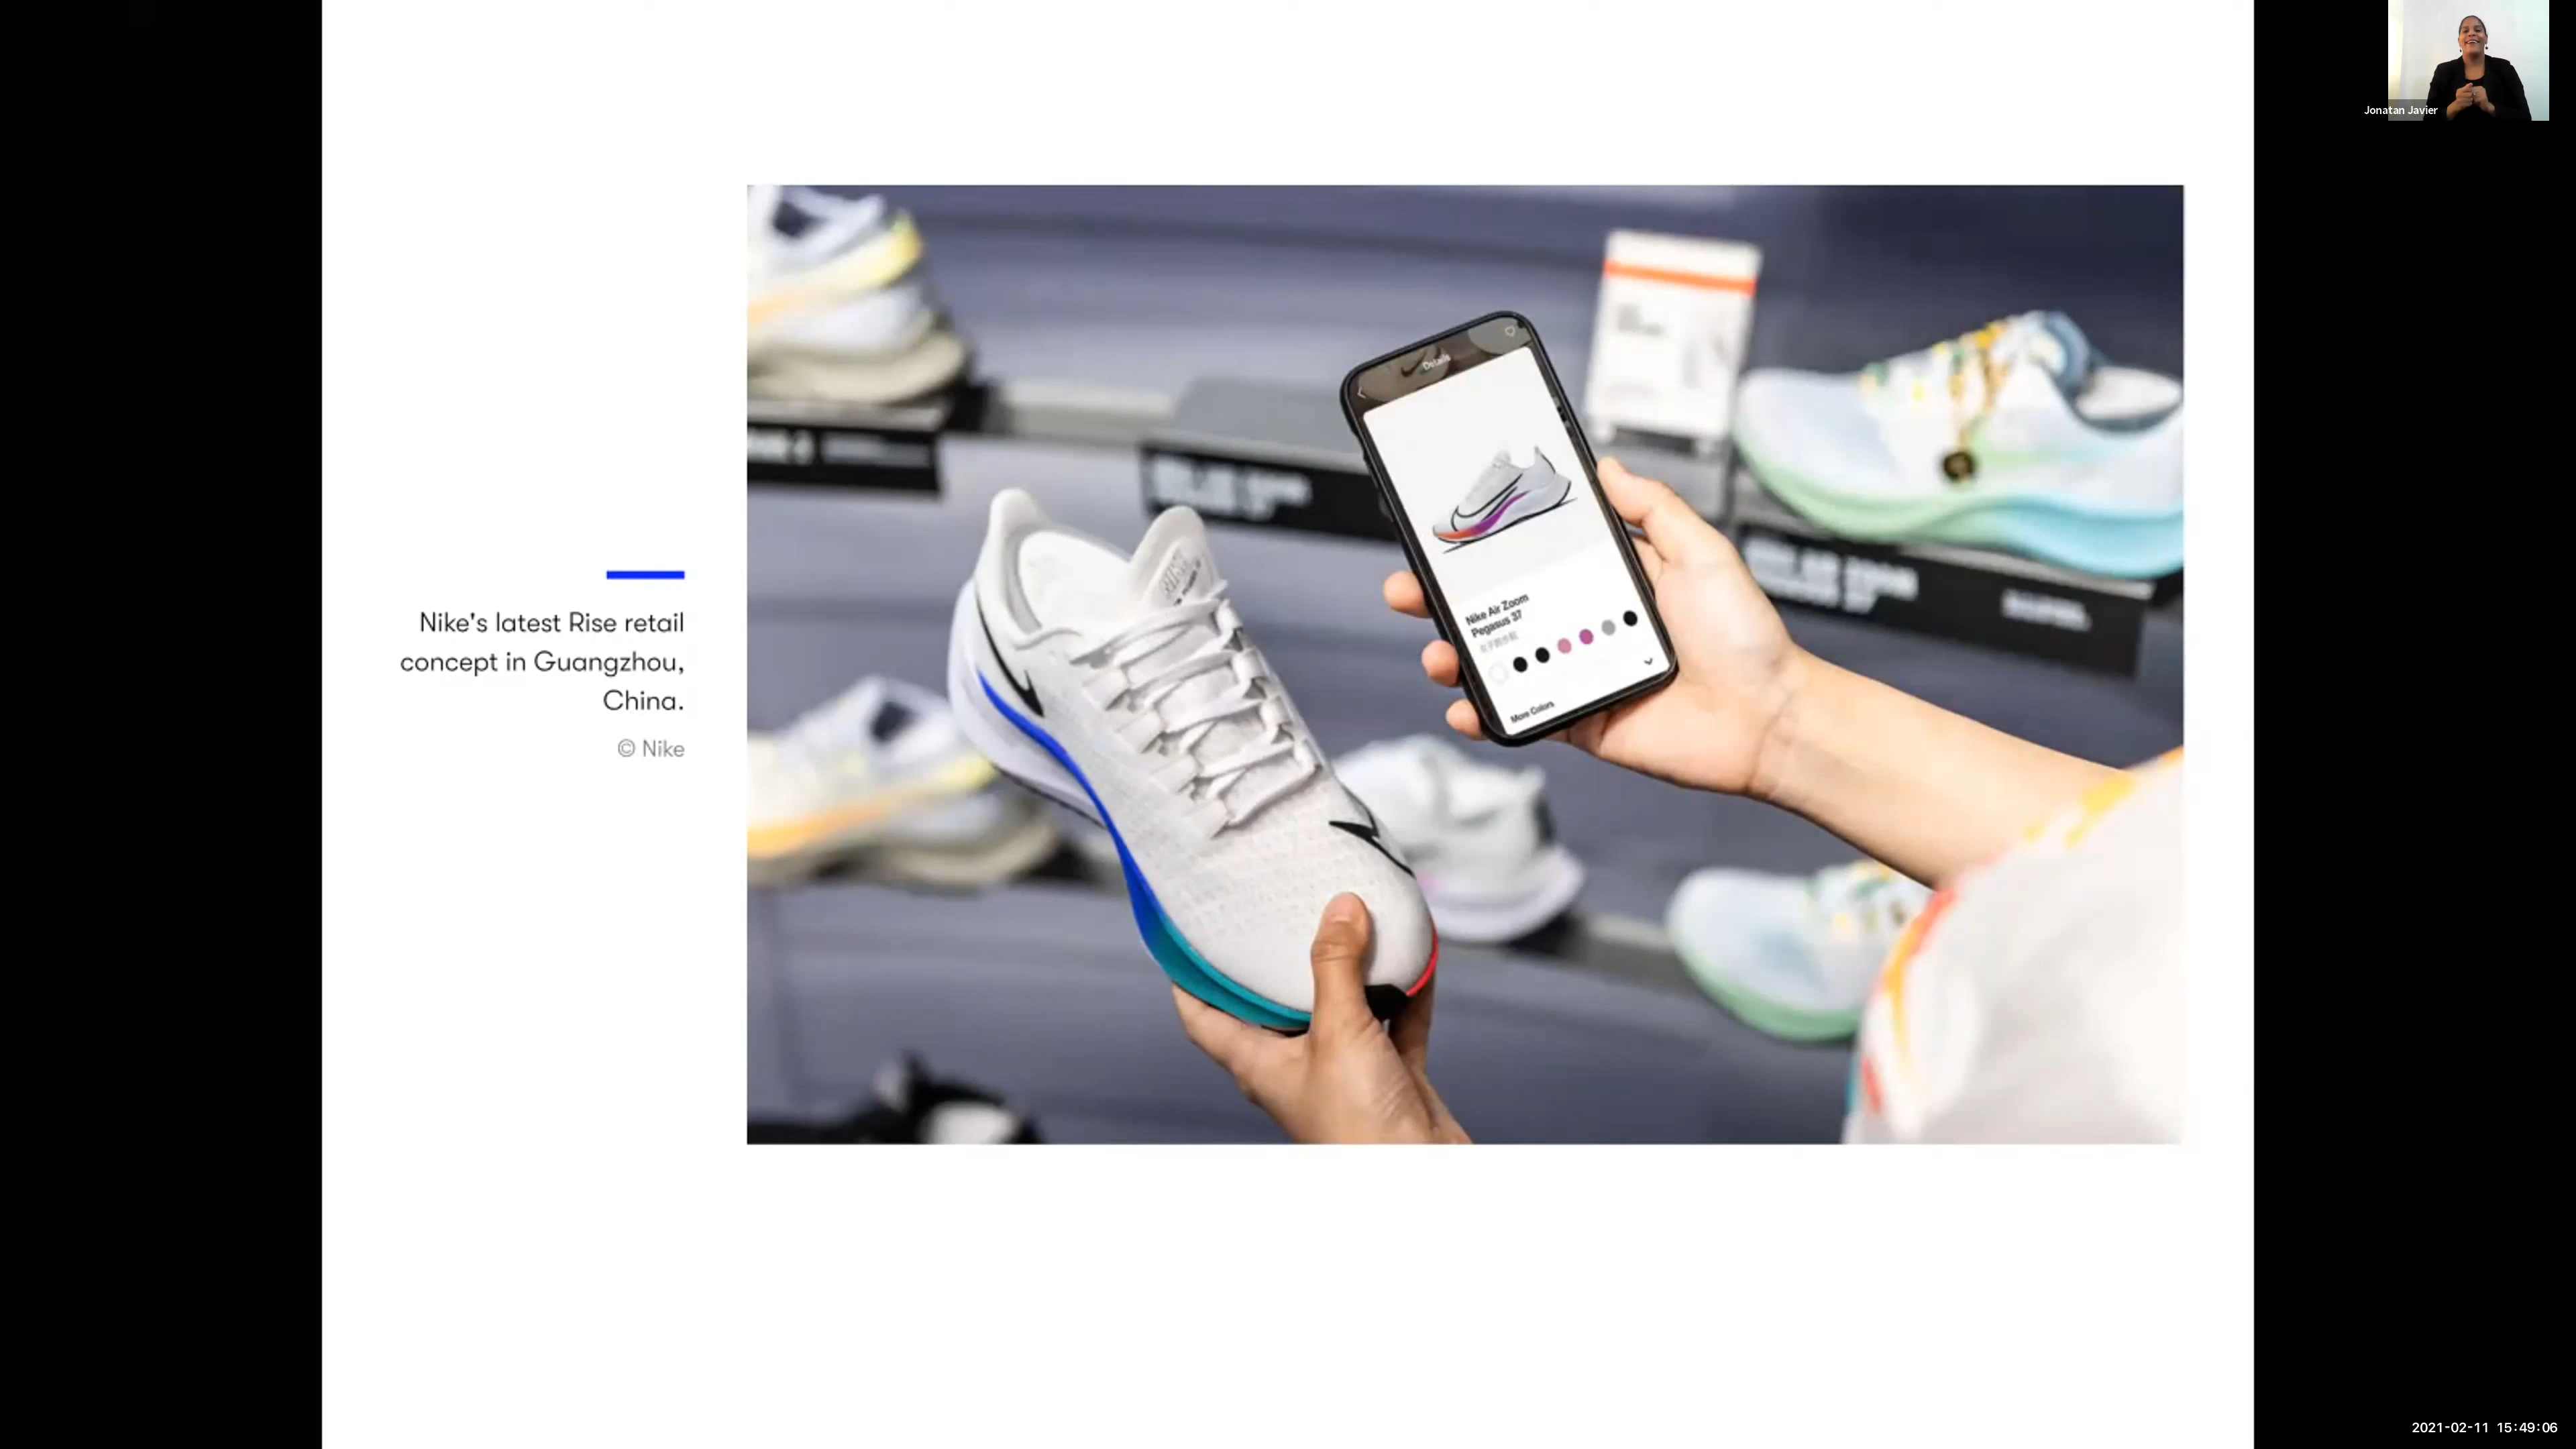 Jonatan Javier
Details
Nike's latest Rise retail
concept in Guangzhou,
China.
© Nike
Nike Air Zoom
Pegasus 37
More Colors
2021-02-11 15:49:06